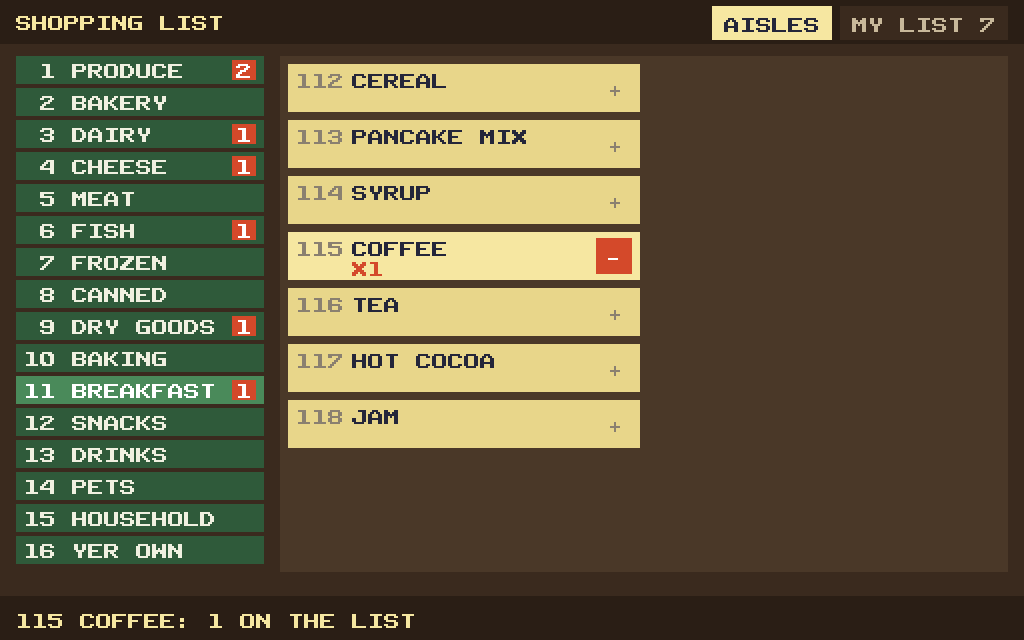 SHOPPING LIST
AISLES
MY LIST 7
1 PRODUCE 2
2 BAKERY
3 DAIRY 1
4 CHEESE 1
5 MEAT
6 FISH 1
7 FROZEN
8 CANNED
9 DRY GOODS 1
10 BAKING
11 BREAKFAST 1
12 SNACKS
13 DRINKS
14 PETS
15 HOUSEHOLD
16 YER OWN
112 CEREAL +
113 PANCAKE MIX +
114 SYRUP +
115 COFFEE -
X1
116 TEA +
117 HOT COCOA +
118 JAM +
115 COFFEE: 1 ON THE LIST